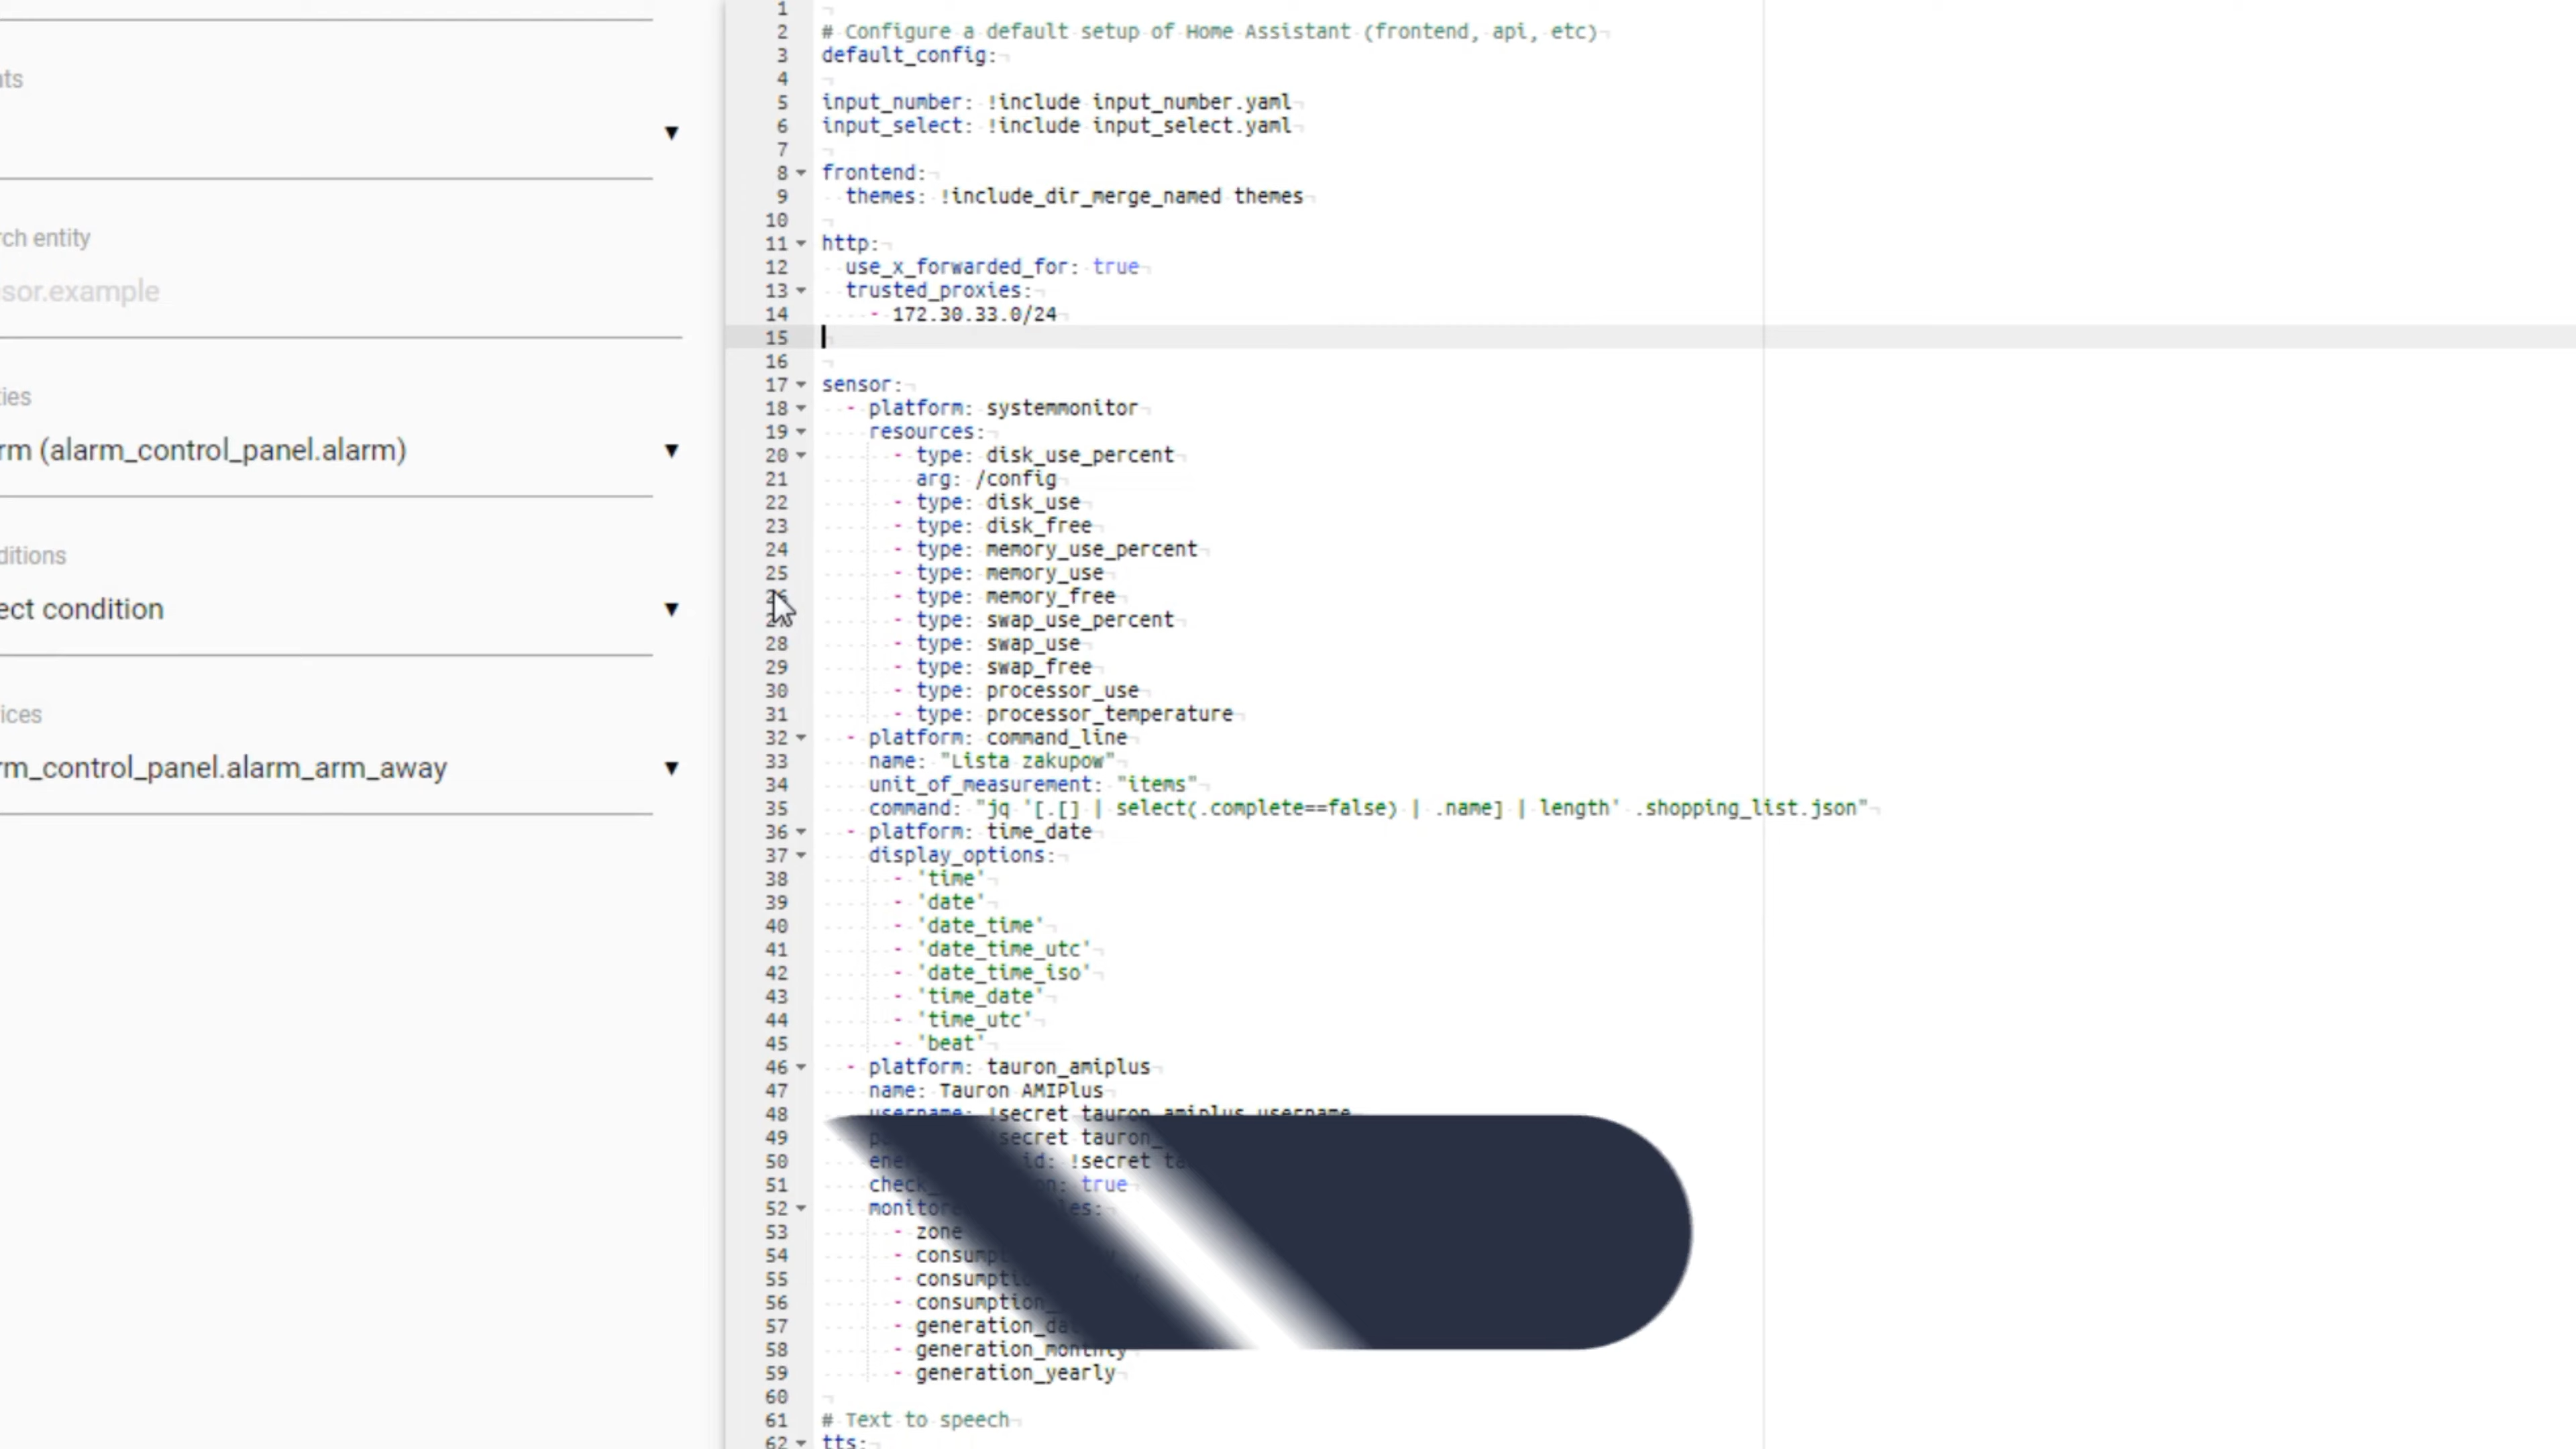 ts
rch entity
sor.example
ties
rm (alarm_control_panel.alarm)
ditions
ect condition
ices
rm_control_panel.alarm_arm_away
1
2 # Configure a default setup of Home Assistant (frontend, api, etc)
3 default_config:
4
5 input_number: !include input_number.yaml
6 input_select: !include input_select.yaml
7
8 frontend:
9 themes: !include_dir_merge_named themes
10
11 http:
12 use_x_forwarded_for: true
13 trusted_proxies:
14 - 172.30.33.0/24
15
16
17 sensor:
18 - platform: systemmonitor
19 resources:
20 - type: disk_use_percent
21 arg: /config
22 - type: disk_use
23 - type: disk_free
24 - type: memory_use_percent
25 - type: memory_use
- type: memory_free
- type: swap_use_percent
28 - type: swap_use
29 - type: swap_free
30 - type: processor_use
31 - type: processor_temperature
32 - platform: command_line
33 name: "Lista zakupow"
34 unit_of_measurement: "items"
35 command: "jq '[.[] | select(.complete==false) | .name] | length' .shopping_list.json"
36 - platform: time_date
37 display_options:
38 - 'time'
39 - 'date'
40 - 'date_time'
41 - 'date_time_utc'
42 - 'date_time_iso'
43 - 'time_date'
44 - 'time_utc'
45 - 'beat'
46 - platform: tauron_amiplus
47 name: Tauron AMIPlus
48 username: !secret tauron_amiplus_username
49 secret tauron_
50 id: !secret
51 true
52
53 - zone
54 -
55 -
56 - consumption_
57 -
58 - generation_monthly
59 - generation_yearly
60
61 # Text to speech
62 tts: